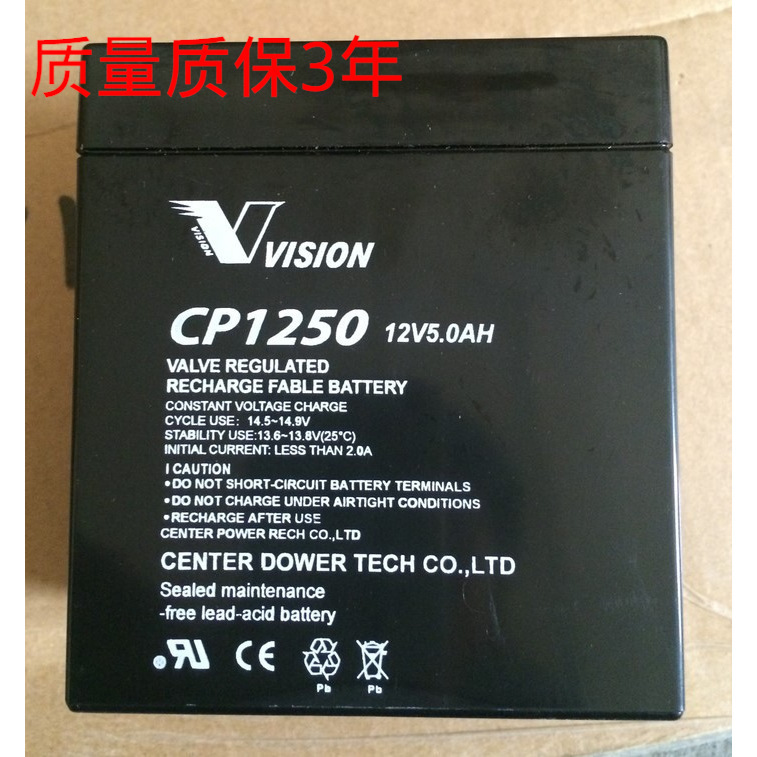 质量质保3年
VISION
VISION
CP1250 12V5.0AH
VALVE REGULATED
RECHARGE FABLE BATTERY
CONSTANT VOLTAGE CHARGE
CYCLE USE: 14.5~14.9V
STABILITY USE:13.6~13.8V(25°C)
INITIAL CURRENT: LESS THAN 2.0A
I CAUTION
•DO NOT SHORT-CIRCUIT BATTERY TERMINALS
•DO NOT CHARGE UNDER AIRTIGHT CONDITIONS
•RECHARGE AFTER USE
CENTER POWER RECH CO.,LTD
CENTER DOWER TECH CO.,LTD
Sealed maintenance
-free lead-acid battery
RU ® CE
Pb Pb